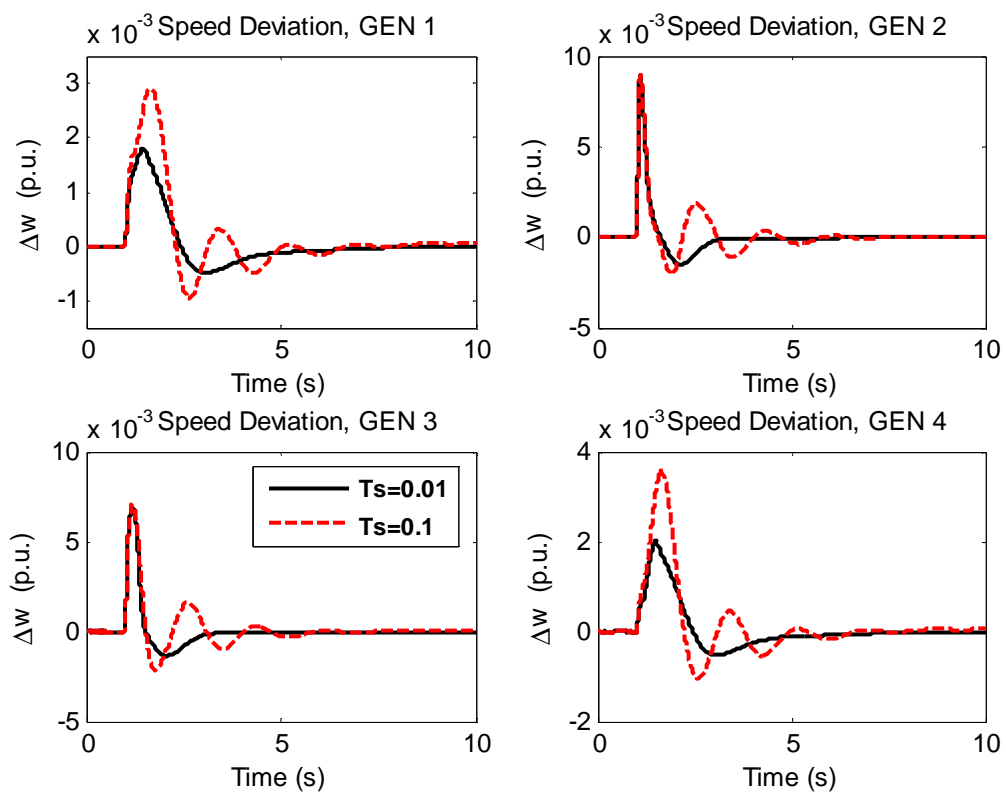 x 10^-3 Speed Deviation, GEN 1
3
2
1
0
-1
Δw (p.u.)
0 5 10
Time (s)
x 10^-3 Speed Deviation, GEN 2
10
5
0
-5
Δw (p.u.)
0 5 10
Time (s)
x 10^-3 Speed Deviation, GEN 3
10
5
0
-5
Δw (p.u.)
Ts=0.01
Ts=0.1
0 5 10
Time (s)
x 10^-3 Speed Deviation, GEN 4
4
2
0
-2
Δw (p.u.)
0 5 10
Time (s)